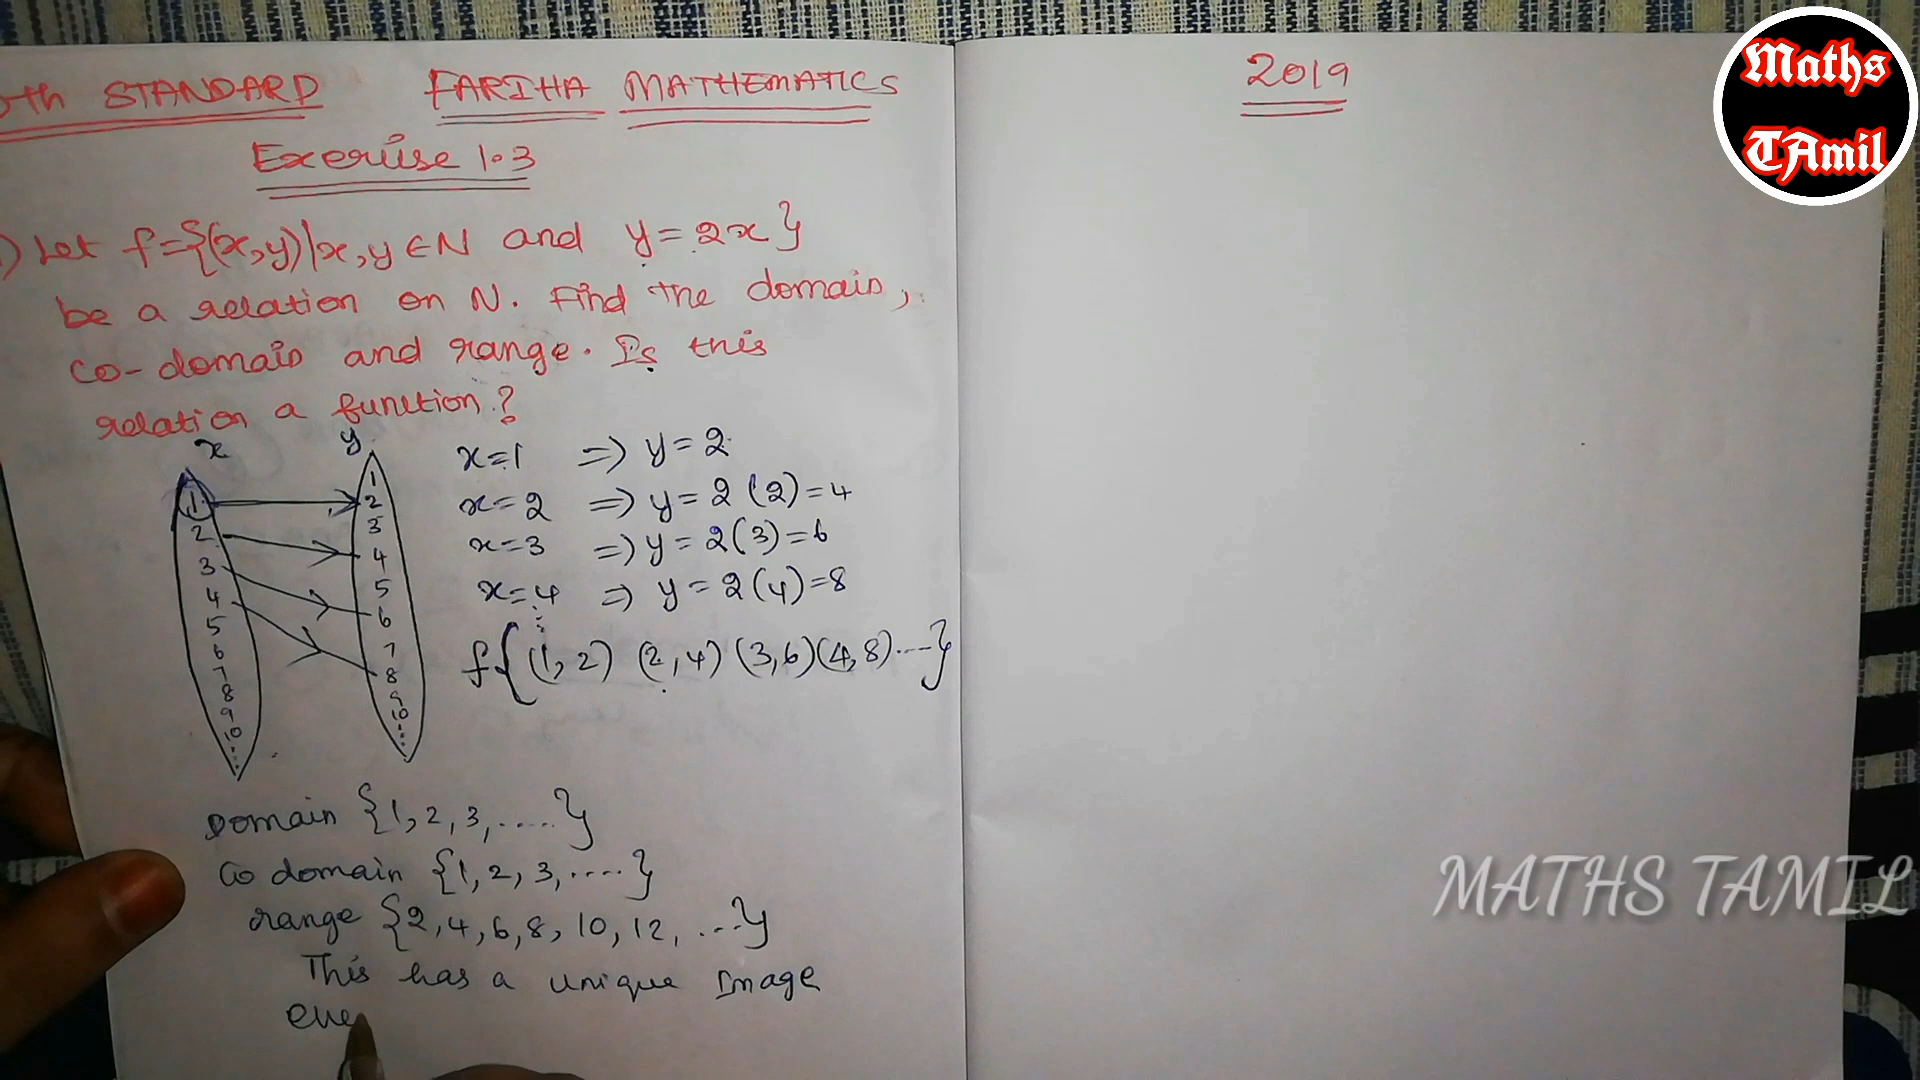 th STANDARD FARIHA MATHEMATICS
2019
Maths
TAmil
Exercise 1.3
) Let f={(x,y)|x,y∈N and y=2x}
be a relation on N. Find the domain,
co-domain and range. Is this
relation a function.?
x y
1
1 2
3
2 4
3 5
4 6
5 7
6 8
7 9
8 10
9
10
x=1 ⇒ y=2
x=2 ⇒ y=2(2)=4
x=3 ⇒ y=2(3)=6
x=4 ⇒ y=2(4)=8
f{(1,2) (2,4) (3,6)(4,8)....}
Domain {1,2,3,.....}
Co domain {1,2,3,.....}
range {2,4,6,8,10,12,...}
This has a unique Image
eve
MATHS TAMIL